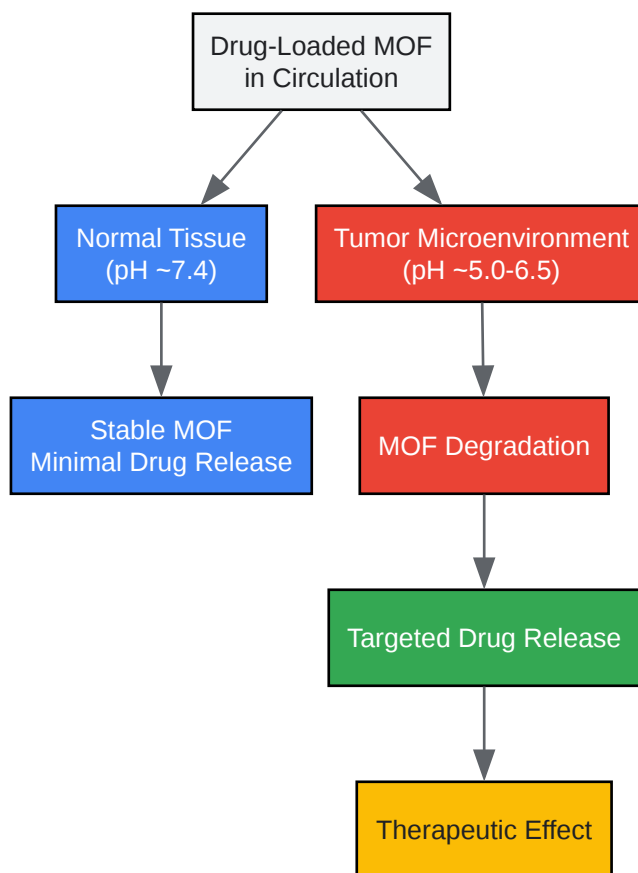 Drug-Loaded MOF
in Circulation
Normal Tissue
(pH ~7.4)
Tumor Microenvironment
(pH ~5.0-6.5)
Stable MOF
Minimal Drug Release
MOF Degradation
Targeted Drug Release
Therapeutic Effect